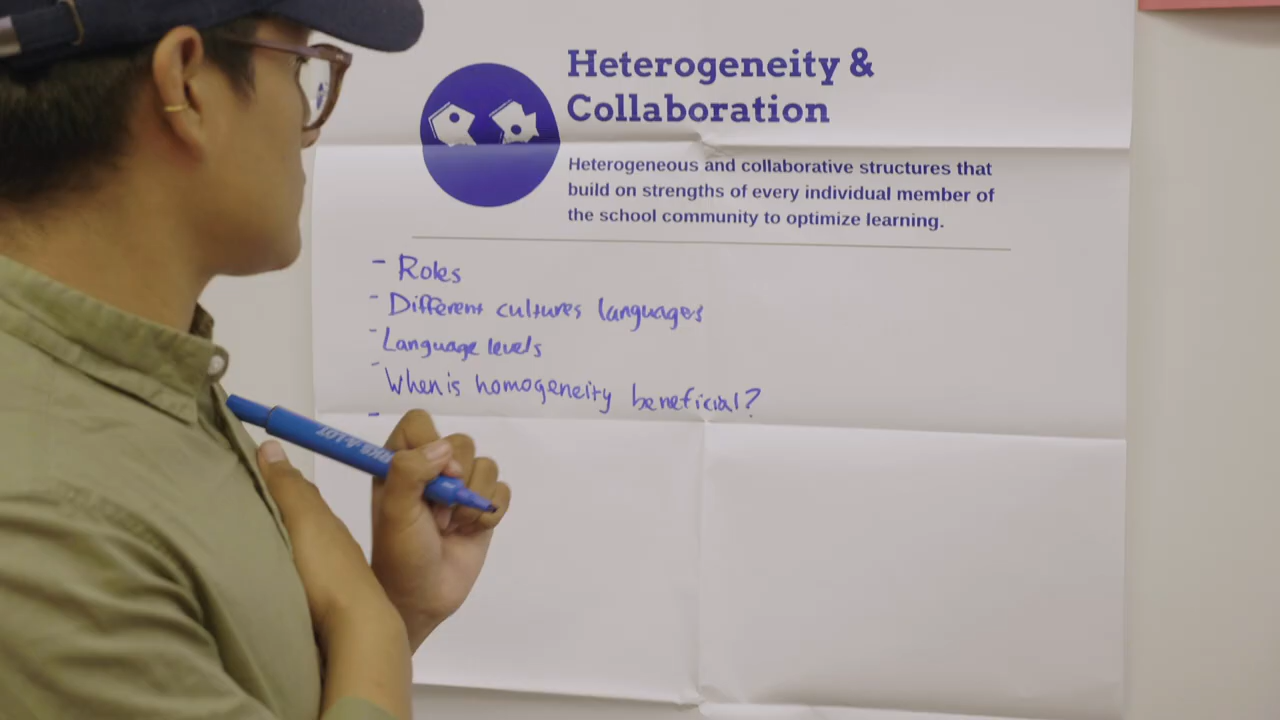 Heterogeneity &
Collaboration
Heterogeneous and collaborative structures that
build on strengths of every individual member of
the school community to optimize learning.
- Roles
- Different cultures languages
- Language levels
- When is homogeneity beneficial?
-